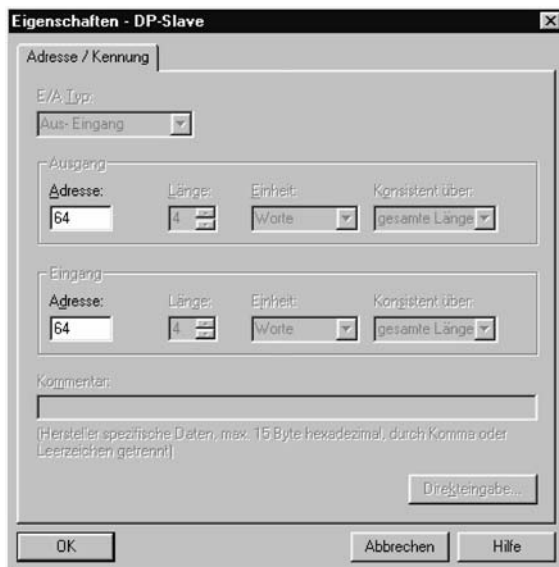 Eigenschaften - DP-Slave
Adresse / Kennung
E/A Typ:
Aus- Eingang
Ausgang
Adresse: Länge: Einheit: Konsistent über:
64 4 Worte gesamte Länge
Eingang
Adresse: Länge: Einheit: Konsistent über:
64 4 Worte gesamte Länge
Kommentar:
(Hersteller spezifische Daten, max. 15 Byte hexadezimal, durch Komma oder
Leerzeichen getrennt)
Direkteingabe...
OK Abbrechen Hilfe